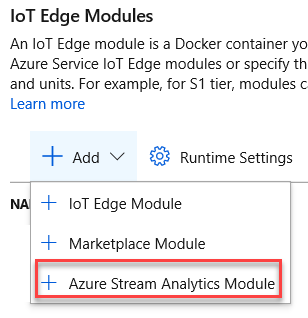 IoT Edge Modules
An IoT Edge module is a Docker container yo
Azure Service IoT Edge modules or specify th
and units. For example, for S1 tier, modules ca
Learn more
Add
Runtime Settings
NA
IoT Edge Module
Marketplace Module
Azure Stream Analytics Module